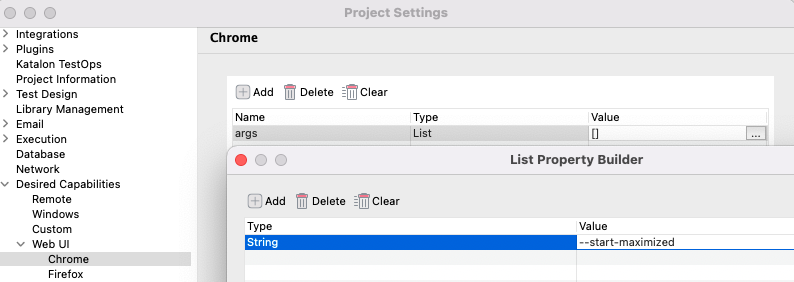 Project Settings
Integrations
Plugins
Katalon TestOps
Project Information
Test Design
Library Management
Email
Execution
Database
Network
Desired Capabilities
Remote
Windows
Custom
Web UI
Chrome
Firefox
Chrome
Add Delete Clear
Name Type Value
args List [] ...
List Property Builder
Add Delete Clear
Type Value
String --start-maximized